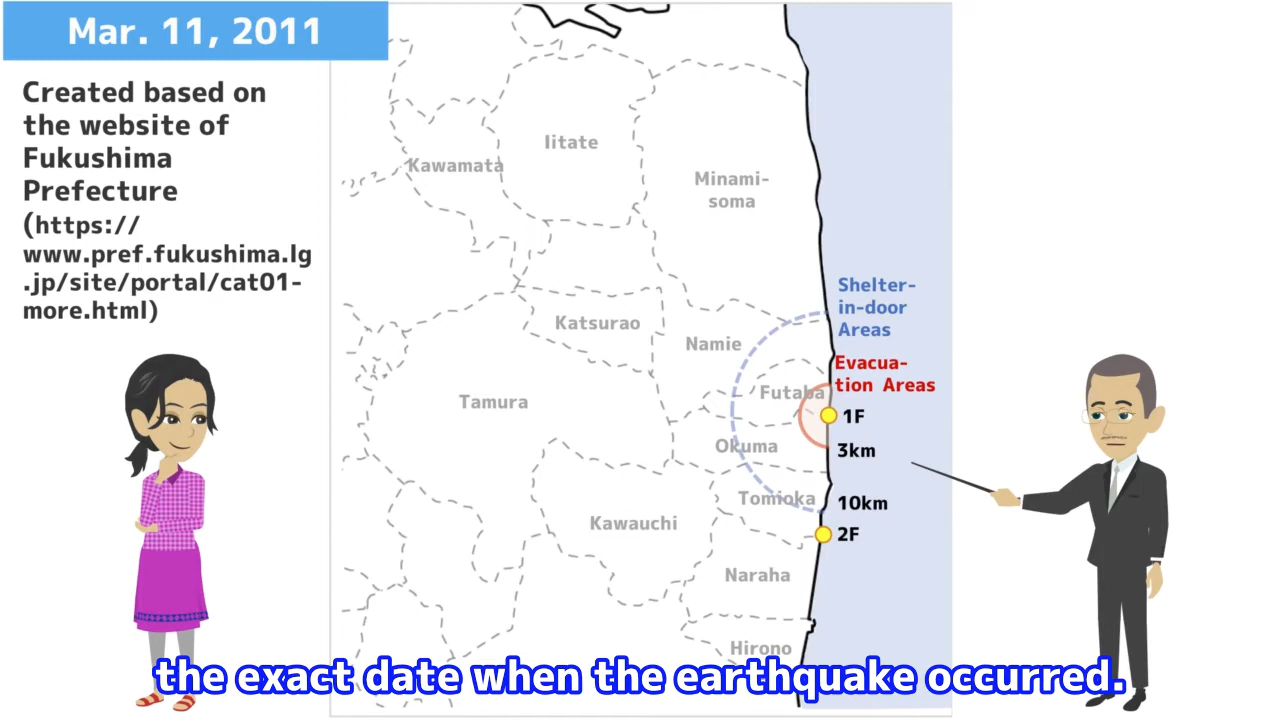 Mar. 11, 2011
Created based on
the website of
Fukushima
Prefecture
(https://
www.pref.fukushima.lg
.jp/site/portal/cat01-
more.html)
Iitate
Kawamata
Minami-
soma
Shelter-
in-door
Areas
Katsurao
Namie
Evacua-
tion Areas
Futaba
Tamura
1F
Okuma
3km
Tomioka
10km
Kawauchi
2F
Naraha
Hirono
the exact date when the earthquake occurred.